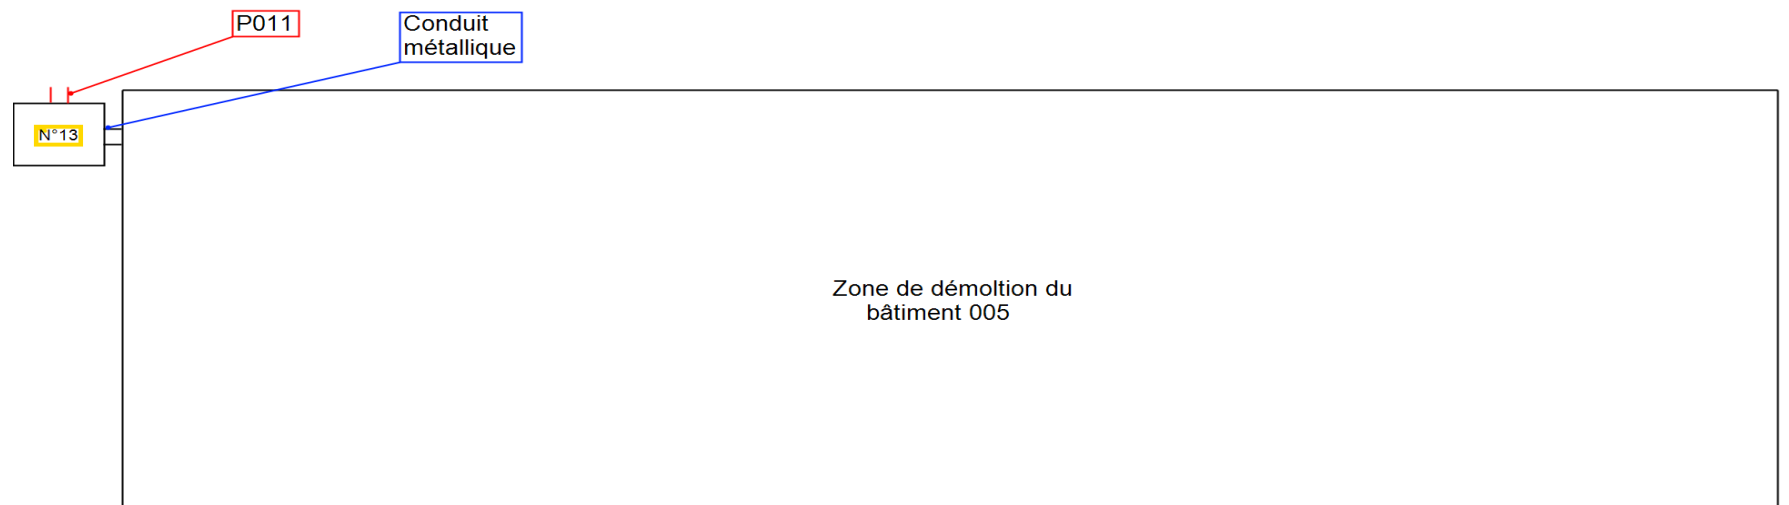 P011
Conduit
métallique
N°13
Zone de démoltion du
bâtiment 005